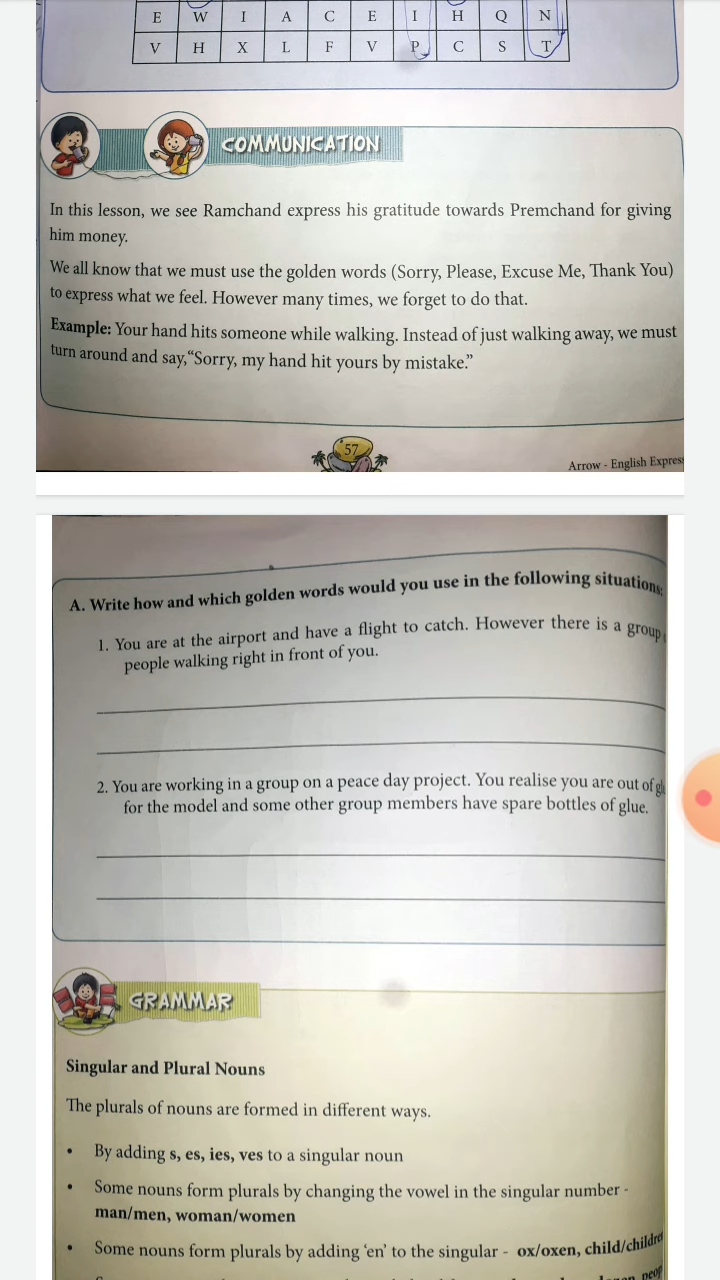 E W I A C E I H Q N
V H X L F V P C S T
COMMUNICATION
In this lesson, we see Ramchand express his gratitude towards Premchand for giving
him money.
We all know that we must use the golden words (Sorry, Please, Excuse Me, Thank You)
to express what we feel. However many times, we forget to do that.
Example: Your hand hits someone while walking. Instead of just walking away, we must
turn around and say,“Sorry, my hand hit yours by mistake.”
57
Arrow - English Express
A. Write how and which golden words would you use in the following situations:
1. You are at the airport and have a flight to catch. However there is a group
people walking right in front of you.
2. You are working in a group on a peace day project. You realise you are out of
for the model and some other group members have spare bottles of glue.
GRAMMAR
Singular and Plural Nouns
The plurals of nouns are formed in different ways.
• By adding s, es, ies, ves to a singular noun
• Some nouns form plurals by changing the vowel in the singular number -
man/men, woman/women
• Some nouns form plurals by adding ‘en’ to the singular - ox/oxen, child/children